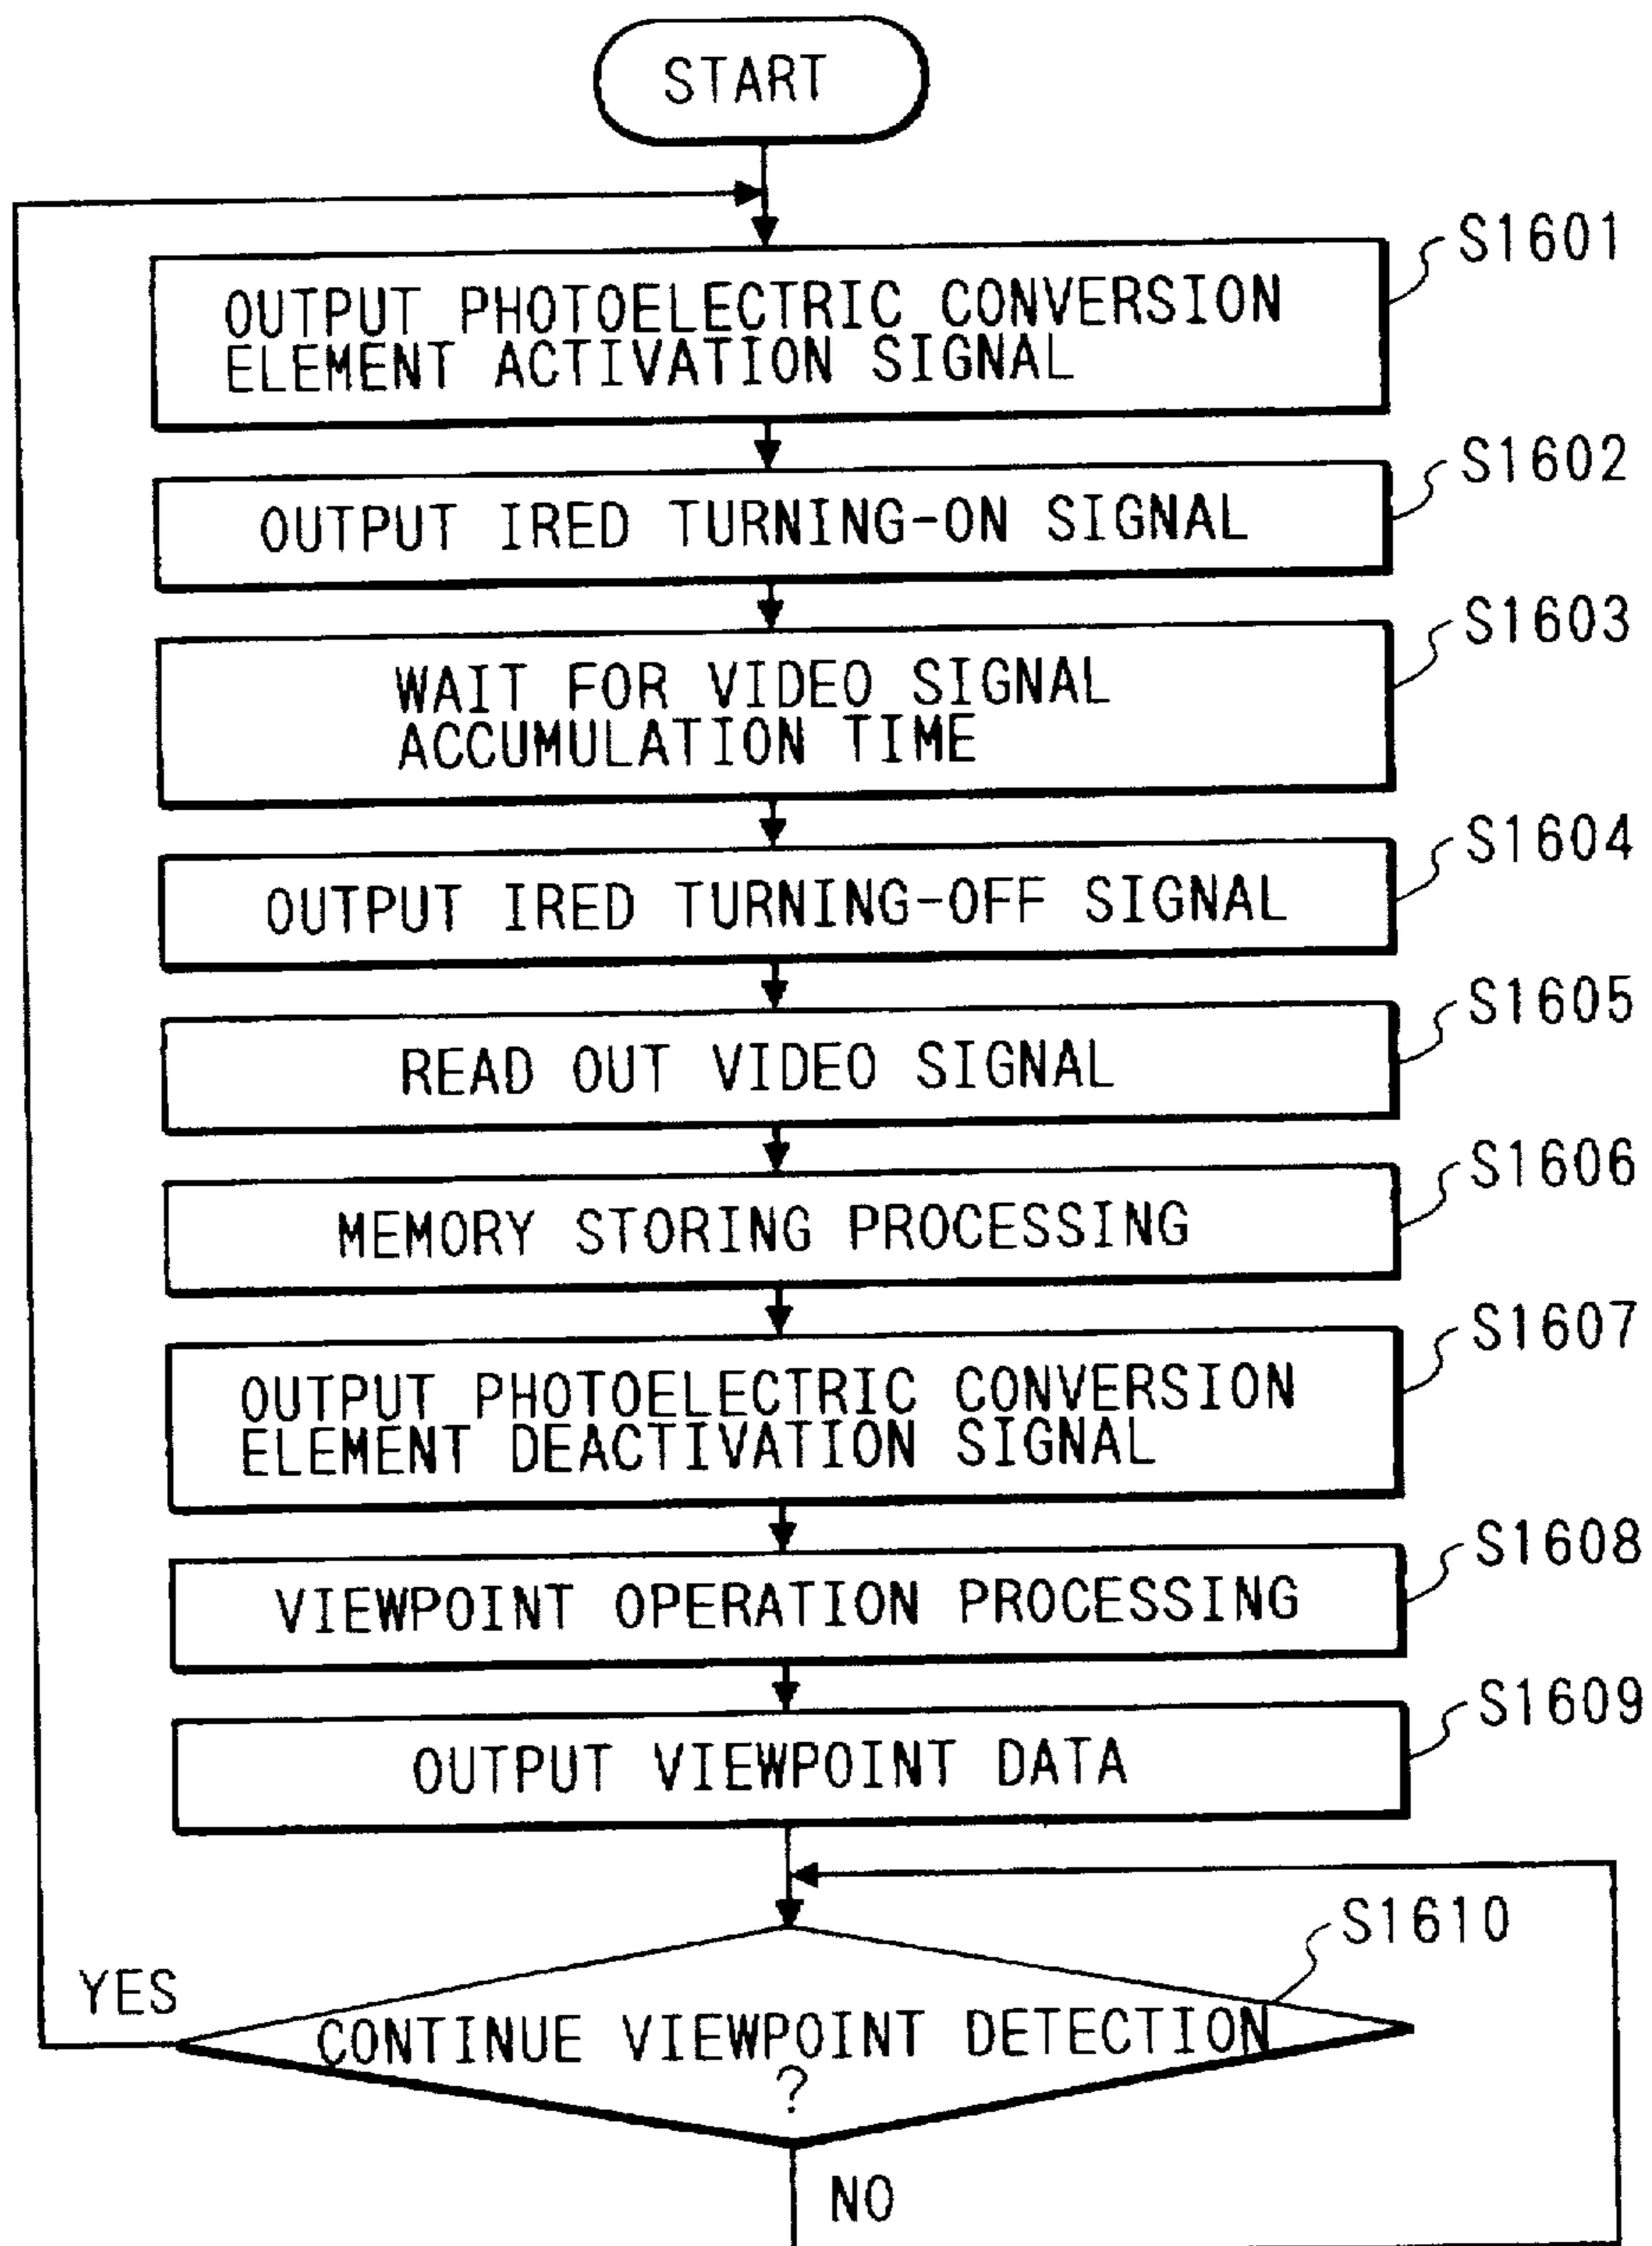 START
S1601
OUTPUT PHOTOELECTRIC CONVERSION
ELEMENT ACTIVATION SIGNAL
S1602
OUTPUT IRED TURNING-ON SIGNAL
S1603
WAIT FOR VIDEO SIGNAL
ACCUMULATION TIME
S1604
OUTPUT IRED TURNING-OFF SIGNAL
S1605
READ OUT VIDEO SIGNAL
S1606
MEMORY STORING PROCESSING
S1607
OUTPUT PHOTOELECTRIC CONVERSION
ELEMENT DEACTIVATION SIGNAL
S1608
VIEWPOINT OPERATION PROCESSING
S1609
OUTPUT VIEWPOINT DATA
S1610
YES
CONTINUE VIEWPOINT DETECTION
?
NO